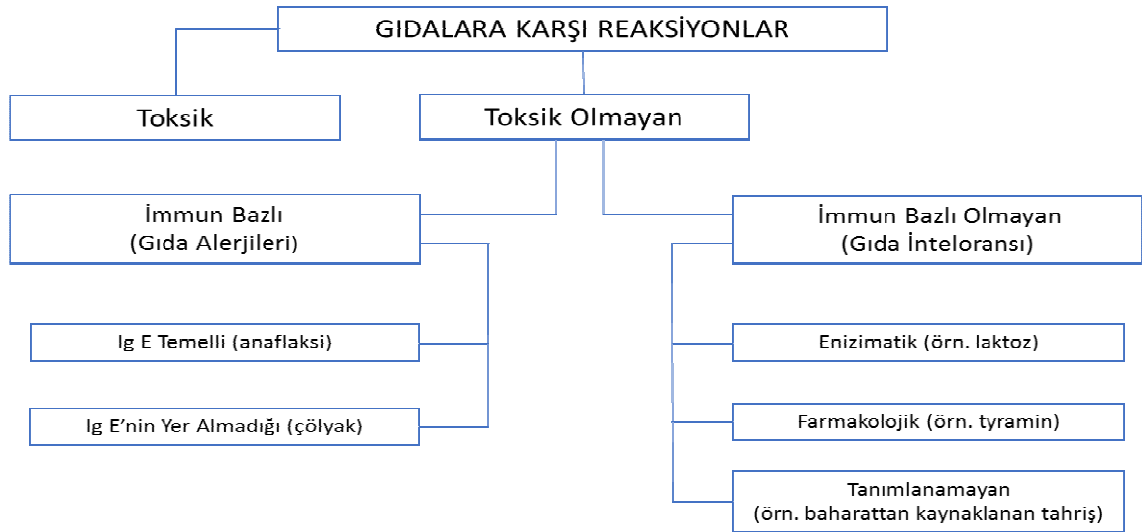 GIDALARA KARŞI REAKSİYONLAR
Toksik
Toksik Olmayan
İmmun Bazlı
(Gıda Alerjileri)
İmmun Bazlı Olmayan
(Gıda İnteloransı)
Ig E Temelli (anaflaksi)
Ig E’nin Yer Almadığı (çölyak)
Enizimatik (örn. laktoz)
Farmakolojik (örn. tyramin)
Tanımlanamayan
(örn. baharattan kaynaklanan tahriş)